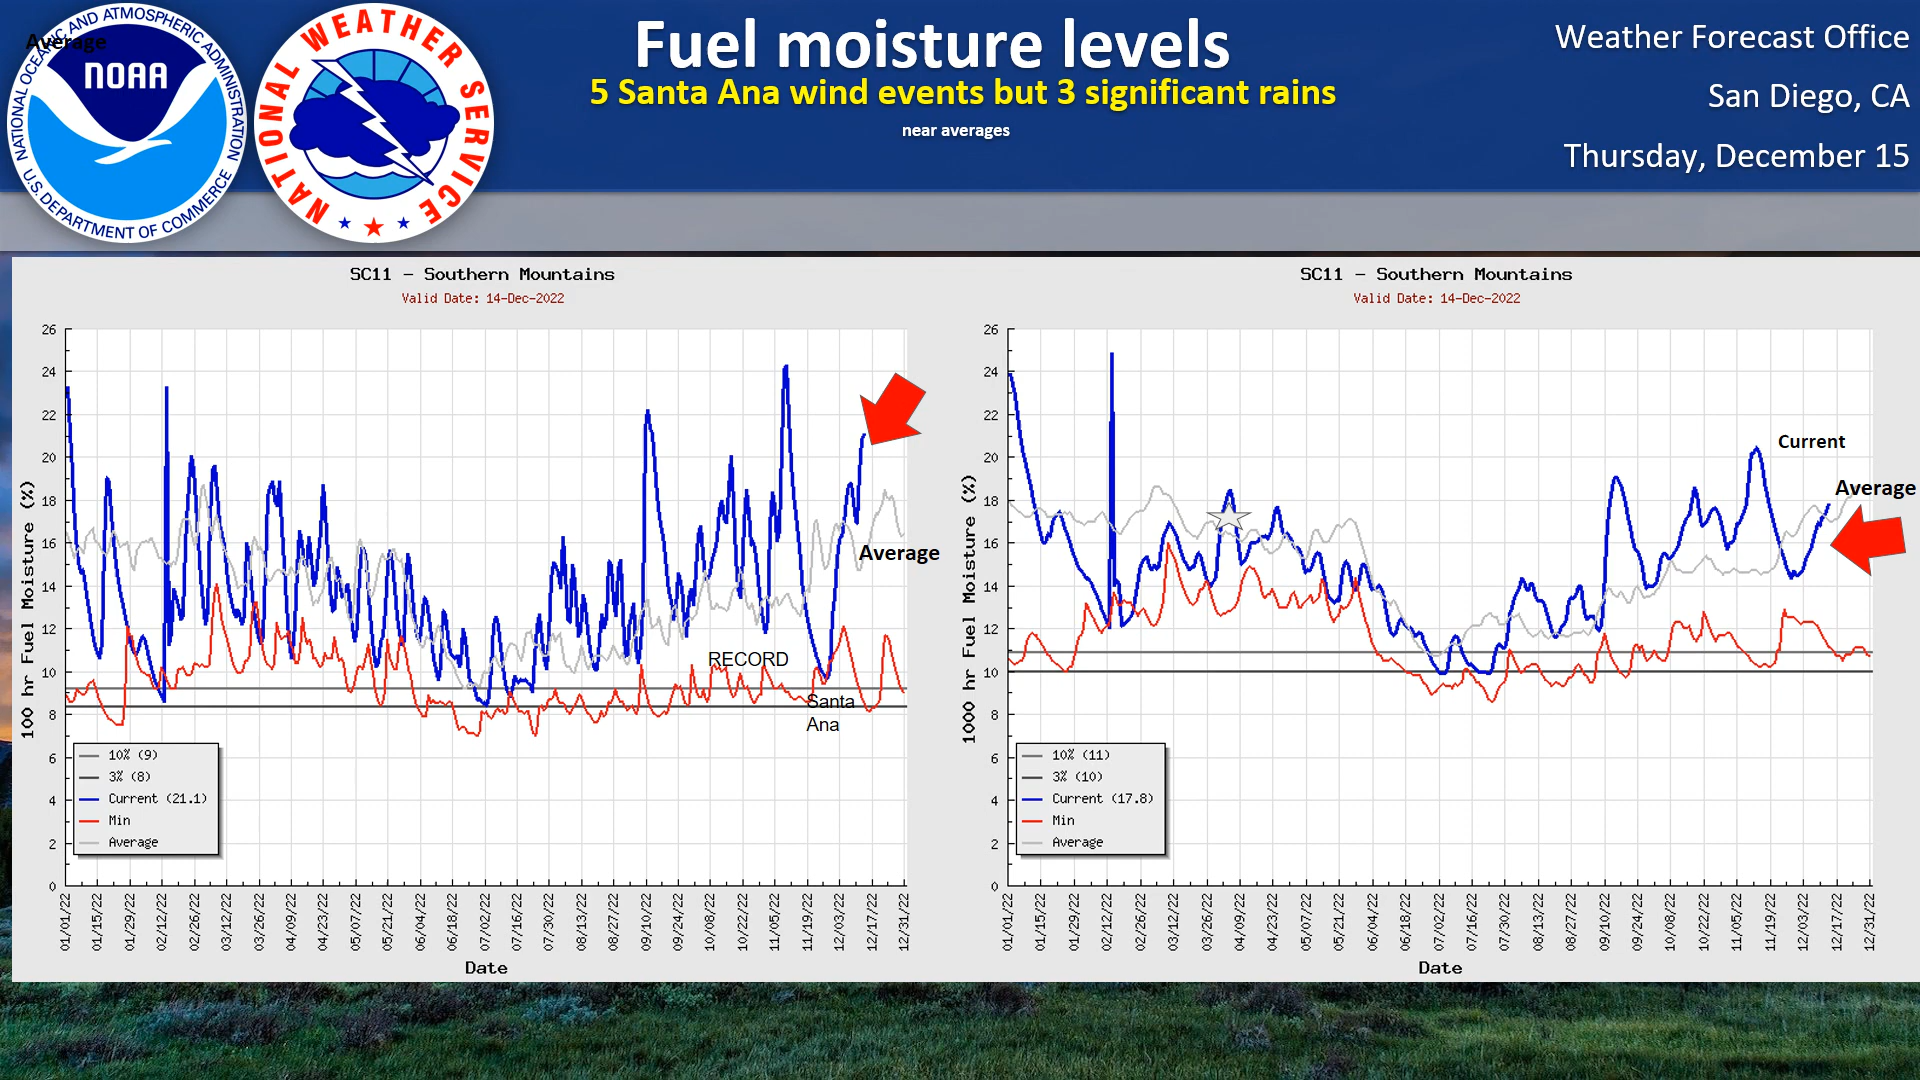 Average
NATIONAL OCEANIC AND ATMOSPHERIC ADMINISTRATION
NOAA
U.S. DEPARTMENT OF COMMERCE
NATIONAL WEATHER SERVICE
Fuel moisture levels
5 Santa Ana wind events but 3 significant rains
near averages
Weather Forecast Office
San Diego, CA
Thursday, December 15
SC11 - Southern Mountains
Valid Date: 14-Dec-2022
100 hr Fuel Moisture (%)
26
24
22
20
18
16
14
12
10
8
6
4
2
0
Average
RECORD
Santa
Ana
10% (9)
3% (8)
Current (21.1)
Min
Average
01/01/22
01/15/22
01/29/22
02/12/22
02/26/22
03/12/22
03/26/22
04/09/22
04/23/22
05/07/22
05/21/22
06/04/22
06/18/22
07/02/22
07/16/22
07/30/22
08/13/22
08/27/22
09/10/22
09/24/22
10/08/22
10/22/22
11/05/22
11/19/22
12/03/22
12/17/22
12/31/22
Date
SC11 - Southern Mountains
Valid Date: 14-Dec-2022
1000 hr Fuel Moisture (%)
26
24
22
20
18
16
14
12
10
8
6
4
2
0
Current
Average
10% (11)
3% (10)
Current (17.8)
Min
Average
01/01/22
01/15/22
01/29/22
02/12/22
02/26/22
03/12/22
03/26/22
04/09/22
04/23/22
05/07/22
05/21/22
06/04/22
06/18/22
07/02/22
07/16/22
07/30/22
08/13/22
08/27/22
09/10/22
09/24/22
10/08/22
10/22/22
11/05/22
11/19/22
12/03/22
12/17/22
12/31/22
Date